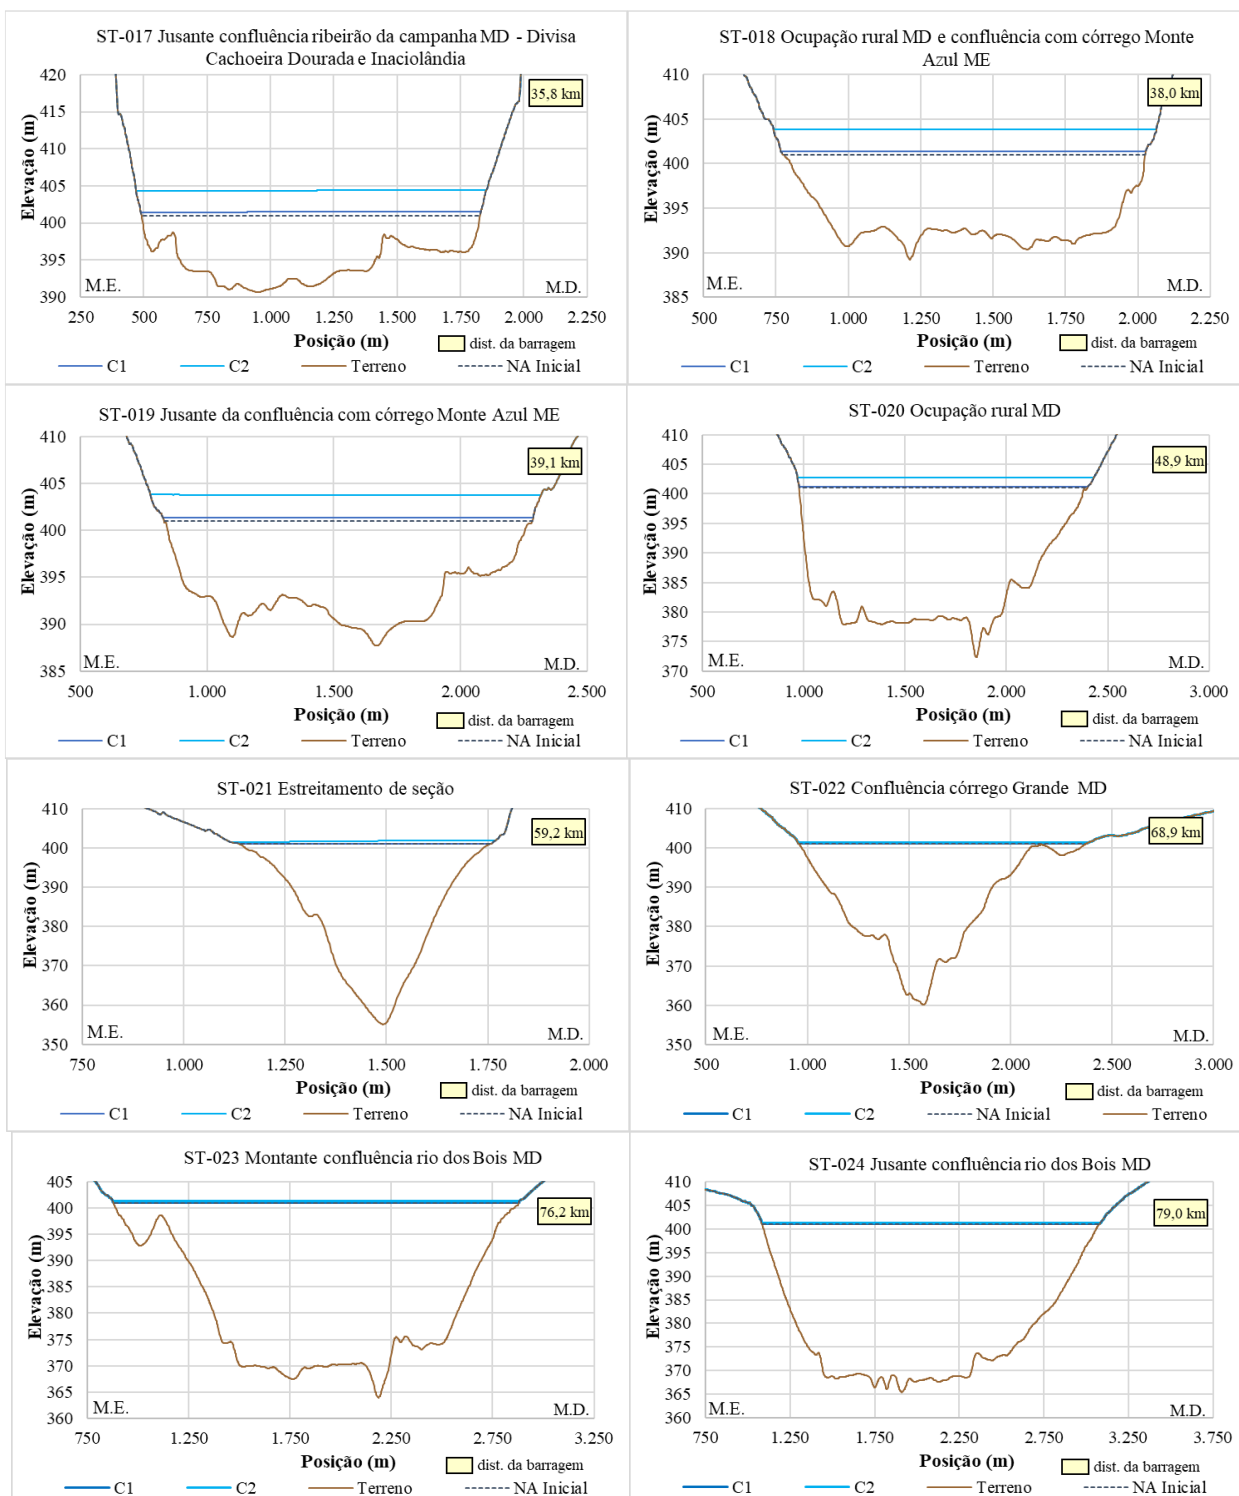 ST-017 Jusante confluência ribeirão da campanha MD - Divisa
Cachoeira Dourada e Inaciolândia
Elevação (m)
420
415
410
405
400
395
390
35,8 km
M.E.
M.D.
250
500
750
1.000
1.250
1.500
1.750
2.000
2.250
Posição (m)
dist. da barragem
C1
C2
Terreno
NA Inicial
ST-018 Ocupação rural MD e confluência com córrego Monte
Azul ME
Elevação (m)
410
405
400
395
390
385
38,0 km
M.E.
M.D.
500
750
1.000
1.250
1.500
1.750
2.000
2.250
Posição (m)
dist. da barragem
C1
C2
Terreno
NA Inicial
ST-019 Jusante da confluência com córrego Monte Azul ME
Elevação (m)
410
405
400
395
390
385
39,1 km
M.E.
M.D.
500
1.000
1.500
2.000
2.500
Posição (m)
dist. da barragem
C1
C2
Terreno
NA Inicial
ST-020 Ocupação rural MD
Elevação (m)
410
405
400
395
390
385
380
375
370
48,9 km
M.E.
M.D.
500
1.000
1.500
2.000
2.500
3.000
Posição (m)
dist. da barragem
C1
C2
Terreno
NA Inicial
ST-021 Estreitamento de seção
Elevação (m)
410
400
390
380
370
360
350
59,2 km
M.E.
M.D.
750
1.000
1.250
1.500
1.750
2.000
Posição (m)
dist. da barragem
C1
C2
Terreno
NA Inicial
ST-022 Confluência córrego Grande MD
Elevação (m)
410
400
390
380
370
360
350
68,9 km
M.E.
M.D.
500
1.000
1.500
2.000
2.500
3.000
Posição (m)
dist. da barragem
C1
C2
NA Inicial
Terreno
ST-023 Montante confluência rio dos Bois MD
Elevação (m)
405
400
395
390
385
380
375
370
365
360
76,2 km
M.E.
M.D.
750
1.250
1.750
2.250
2.750
3.250
Posição (m)
dist. da barragem
C1
C2
Terreno
NA Inicial
ST-024 Jusante confluência rio dos Bois MD
Elevação (m)
410
405
400
395
390
385
380
375
370
365
360
79,0 km
M.E.
M.D.
750
1.250
1.750
2.250
2.750
3.250
3.750
Posição (m)
dist. da barragem
C1
C2
Terreno
NA Inicial